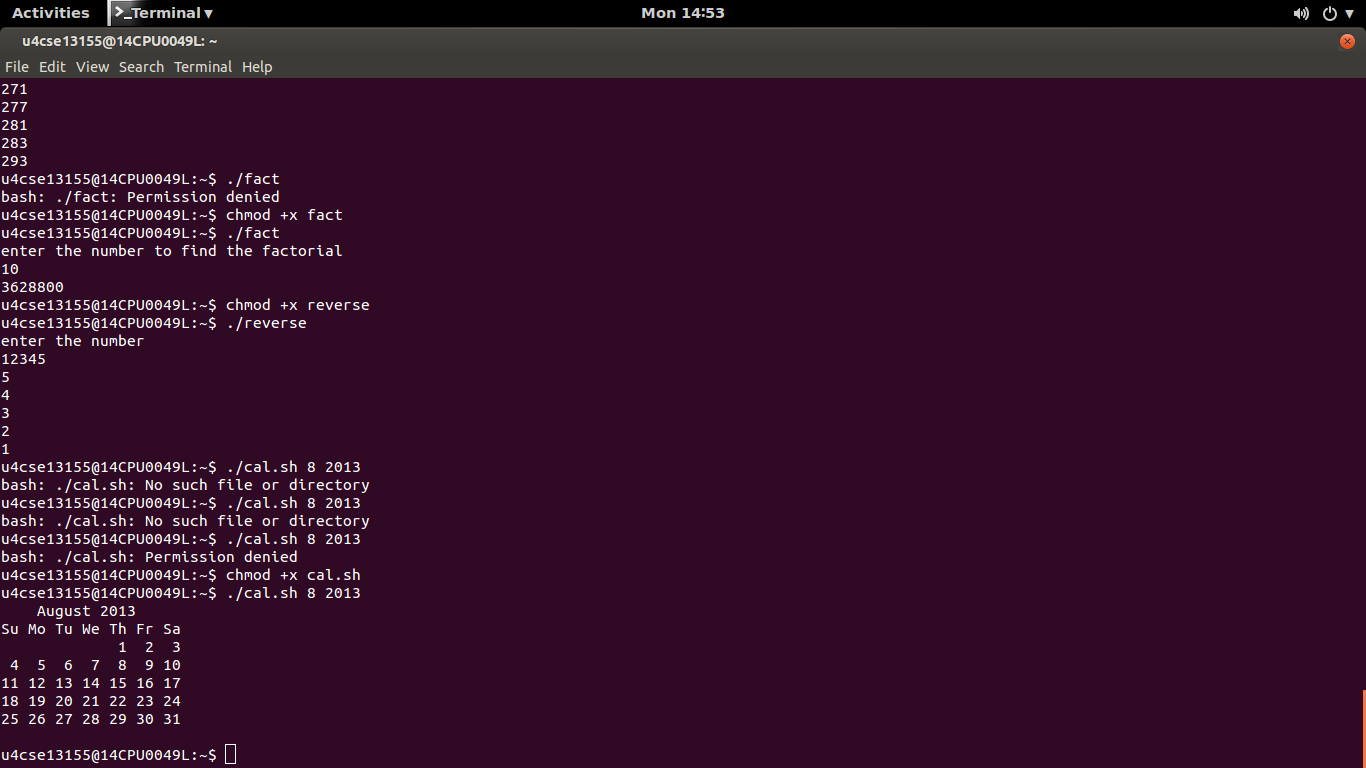 Activities Terminal Mon 14:53
u4cse13155@14CPU0049L: ~
File Edit View Search Terminal Help
271
277
281
283
293
u4cse13155@14CPU0049L:~$ ./fact
bash: ./fact: Permission denied
u4cse13155@14CPU0049L:~$ chmod +x fact
u4cse13155@14CPU0049L:~$ ./fact
enter the number to find the factorial
10
3628800
u4cse13155@14CPU0049L:~$ chmod +x reverse
u4cse13155@14CPU0049L:~$ ./reverse
enter the number
12345
5
4
3
2
1
u4cse13155@14CPU0049L:~$ ./cal.sh 8 2013
bash: ./cal.sh: No such file or directory
u4cse13155@14CPU0049L:~$ ./cal.sh 8 2013
bash: ./cal.sh: No such file or directory
u4cse13155@14CPU0049L:~$ ./cal.sh 8 2013
bash: ./cal.sh: Permission denied
u4cse13155@14CPU0049L:~$ chmod +x cal.sh
u4cse13155@14CPU0049L:~$ ./cal.sh 8 2013
    August 2013
Su Mo Tu We Th Fr Sa
             1  2  3
 4  5  6  7  8  9 10
11 12 13 14 15 16 17
18 19 20 21 22 23 24
25 26 27 28 29 30 31
u4cse13155@14CPU0049L:~$